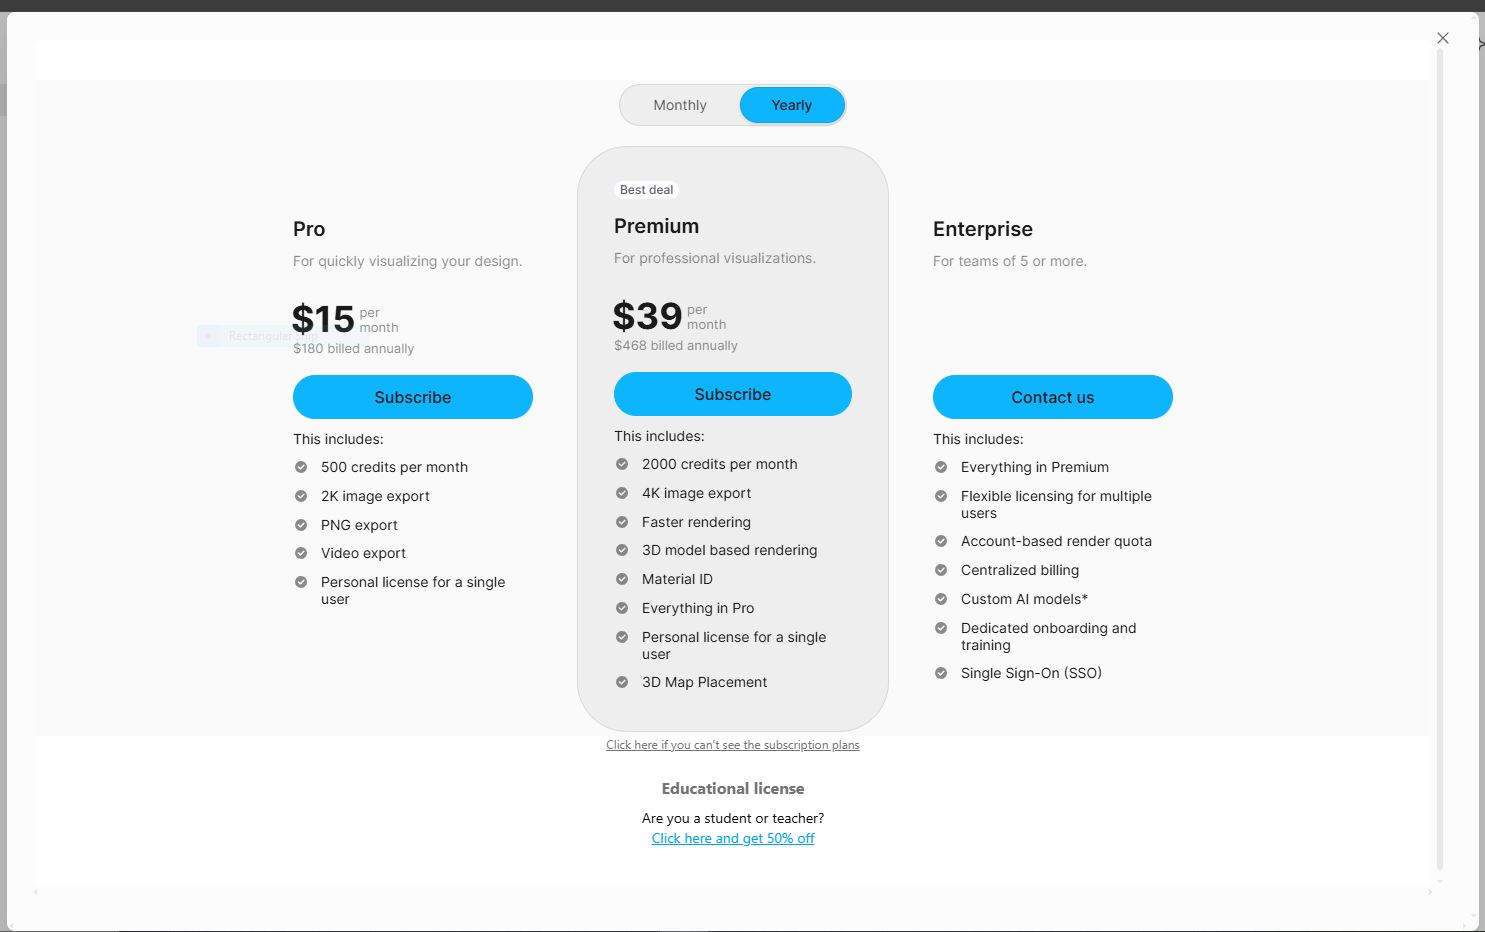 Monthly
Yearly
Pro
For quickly visualizing your design.
$15 per
month
$180 billed annually
Subscribe
This includes:
500 credits per month
2K image export
PNG export
Video export
Personal license for a single
user
Best deal
Premium
For professional visualizations.
$39 per
month
$468 billed annually
Subscribe
This includes:
2000 credits per month
4K image export
Faster rendering
3D model based rendering
Material ID
Everything in Pro
Personal license for a single
user
3D Map Placement
Enterprise
For teams of 5 or more.
Contact us
This includes:
Everything in Premium
Flexible licensing for multiple
users
Account-based render quota
Centralized billing
Custom AI models*
Dedicated onboarding and
training
Single Sign-On (SSO)
Rectangular
Click here if you can't see the subscription plans
Educational license
Are you a student or teacher?
Click here and get 50% off